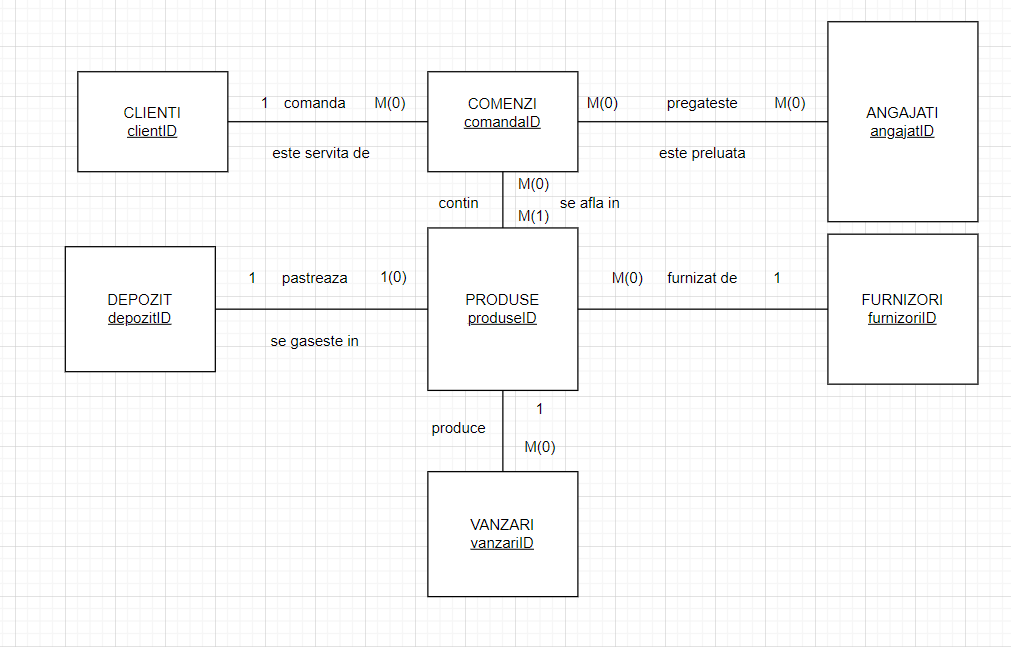 CLIENTI
clientID
1 comanda M(0)
este servita de
COMENZI
comandaID
M(0) pregateste M(0)
este preluata
ANGAJATI
angajatID
M(0)
contin se afla in
M(1)
DEPOZIT
depozitID
1 pastreaza 1(0)
se gaseste in
PRODUSE
produseID
M(0) furnizat de 1
FURNIZORI
furnizoriID
1
produce
M(0)
VANZARI
vanzariID